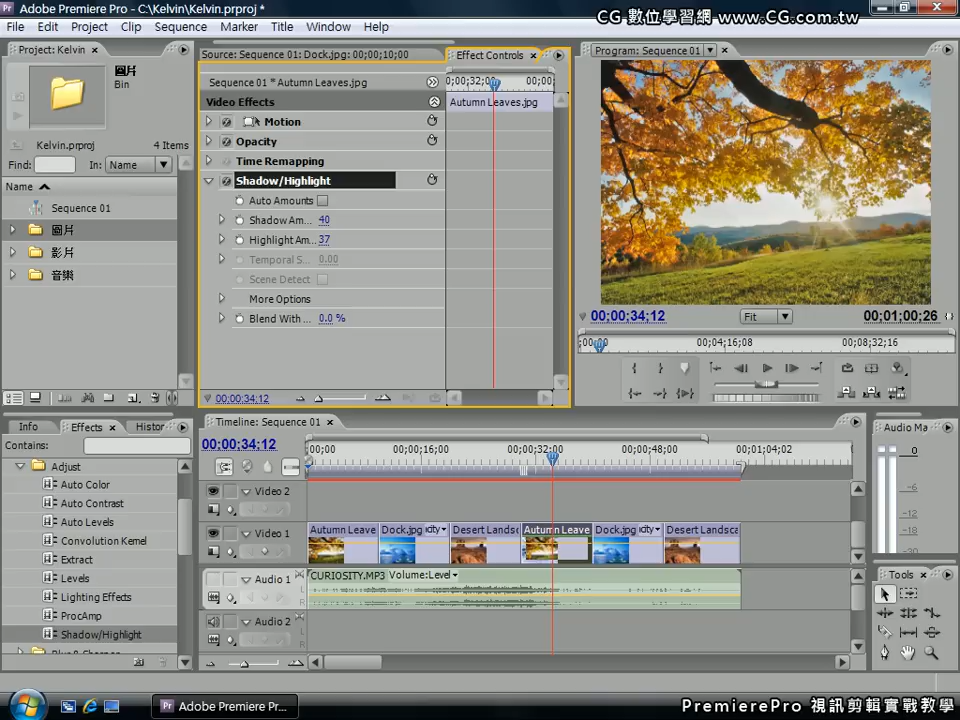 Adobe Premiere Pro - C:\Kelvin\Kelvin.prproj *
CG 數位學習網 www.CG.com.tw
File Edit Project Clip Sequence Marker Title Window Help
Project: Kelvin
圖片
Bin
Kelvin.prproj 4 Items
Find: In: Name
Name
Sequence 01
圖片
影片
音樂
Source: Sequence 01: Dock.jpg: 00;00;10;00
Effect Controls
Sequence 01 * Autumn Leaves.jpg
0;00;32;00 00;00
Video Effects
Autumn Leaves.jpg
Motion
Opacity
Time Remapping
Shadow/Highlight
Auto Amounts
Shadow Am... 40
Highlight Am... 37
Temporal S... 0.00
Scene Detect
More Options
Blend With ... 0.0 %
00;00;34;12
Program: Sequence 01
00;00;34;12 Fit 00;01;00;26
;00;00 00;04;16;08 00;08;32;16
Info Effects Histor
Contains:
Adjust
Auto Color
Auto Contrast
Auto Levels
Convolution Kernel
Extract
Levels
Lighting Effects
ProcAmp
Shadow/Highlight
Blur & Sharpen
Timeline: Sequence 01
00;00;34;12
;00;00 00;00;16;00 00;00;32;00 00;00;48;00 00;01;04;02
Video 2
Video 1
Autumn Leave Dock.jpg city Desert Landsc Autumn Leave Dock.jpg ity Desert Landsca
Audio 1
CURIOSITY.MP3 Volume:Level
Audio 2
Audio Ma
0
-6
-12
-18
-30
Tools
Adobe Premiere Pr...
PremierePro 視訊剪輯實戰教學